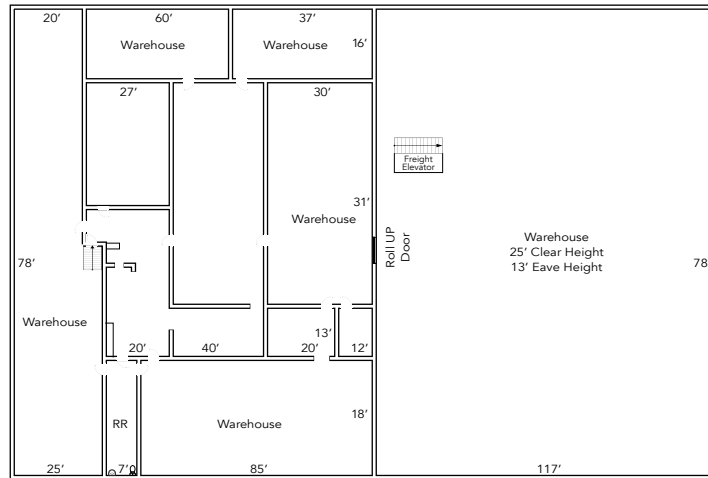 20’
60’
37’
Warehouse
Warehouse
16’
27’
30’
Freight
Elevator
31’
Warehouse
Roll UP
Door
Warehouse
25’ Clear Height
13’ Eave Height
78’
78
Warehouse
13’
20’
40’
20’
12’
18’
RR
Warehouse
25’
7’0
85’
117’